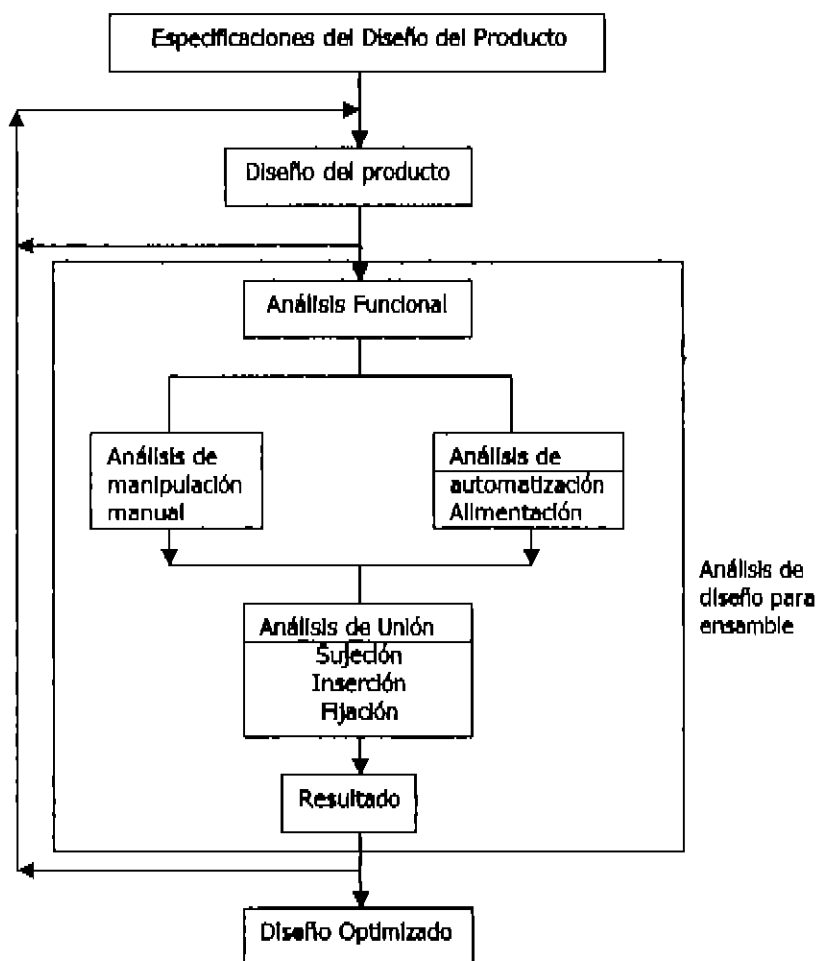 Especificaciones del Diseño del Producto
Diseño del producto
Análisis Funcional
Análisis de
manipulación
manual
Análisis de
automatización
Alimentación
Análisis de
diseño para
ensamble
Análisis de Unión
Sujeción
Inserción
Fijación
Resultado
Diseño Optimizado